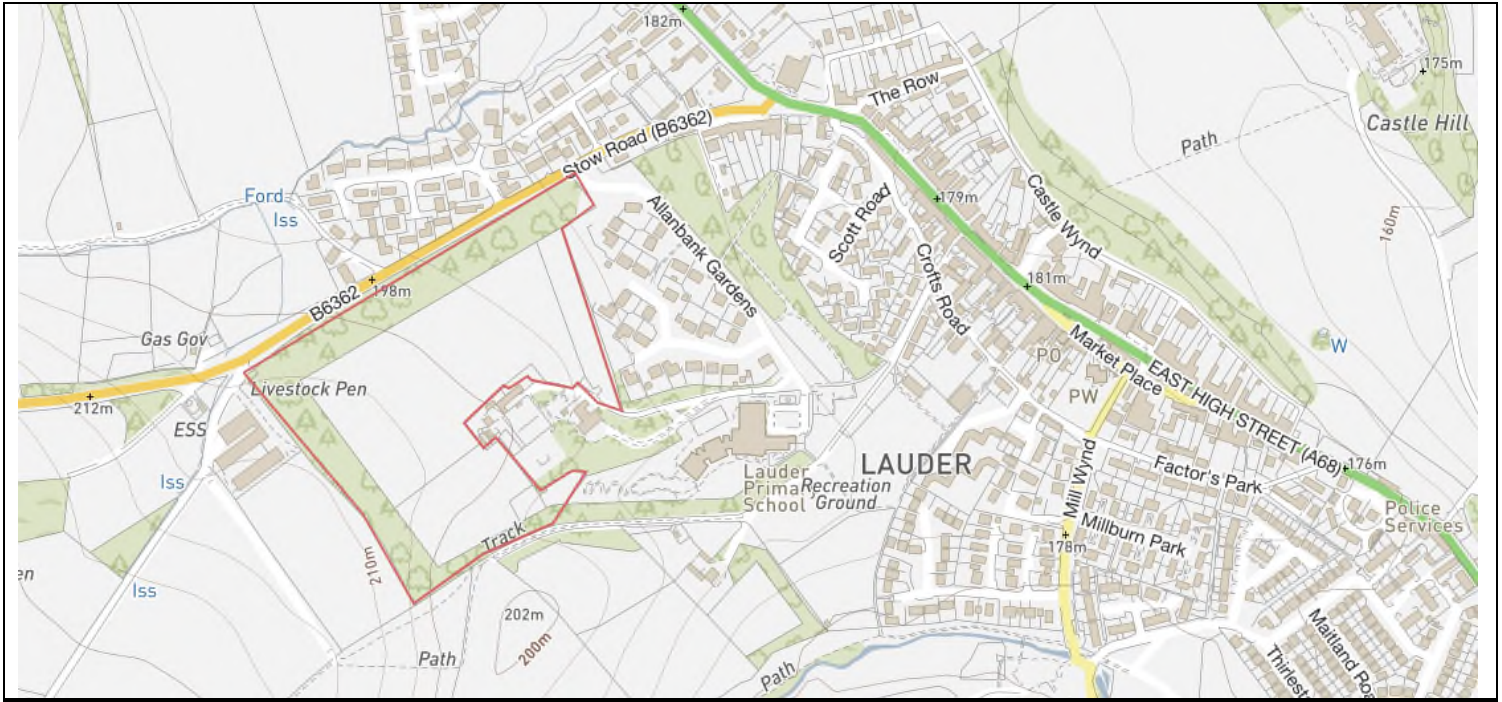 182m
175m
The Row
Castle Hill
Stow Road (B6362)
Path
Ford
Iss
Allanbank Gardens
Scott Road
179m
Castle Wynd
160m
Crofts Road
181m
198m
B6362
Gas Gov
W
Market Place
PO
EAST HIGH STREET (A68)
PW
Livestock Pen
212m
ESS
Iss
LAUDER
Lauder
Primary
School
Recreation
Ground
Mill Wynd
Factor's Park
176m
Police
Services
Millburn Park
Track
178m
210m
en
Iss
202m
200m
Path
Path
Maitland Roa
Thirlest